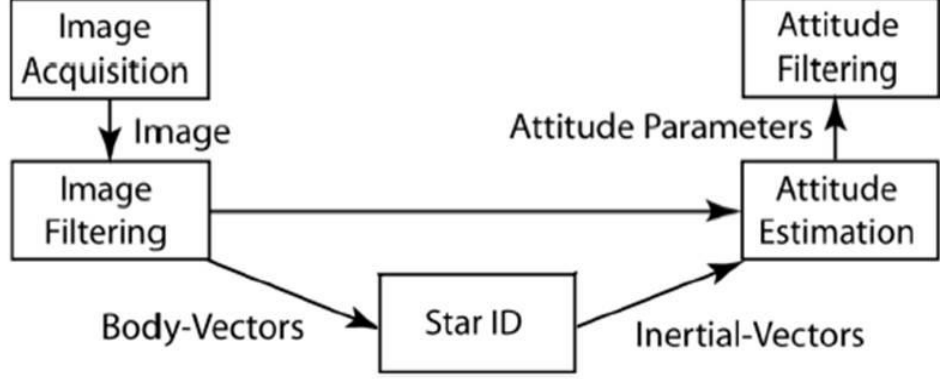 Image
Acquisition
Image
Image
Filtering
Body-Vectors
Star ID
Inertial-Vectors
Attitude
Estimation
Attitude Parameters
Attitude
Filtering